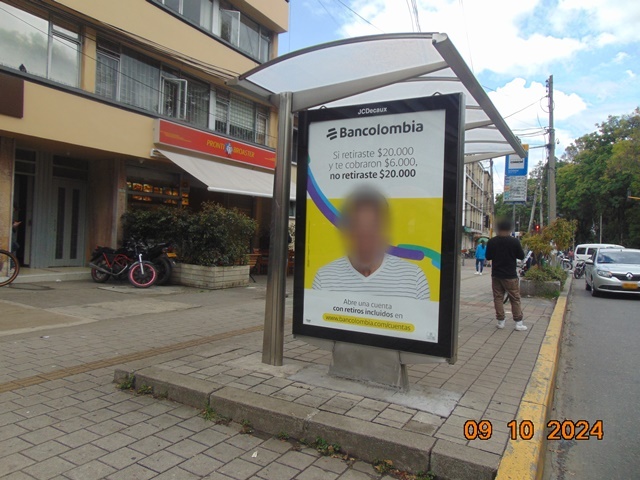 JCDecaux
Bancolombia
Si retiraste $20.000
y te cobraron $6.000,
no retiraste $20.000
Abre una cuenta
con retiros incluidos en
www.bancolombia.com/cuentas
09 10 2024